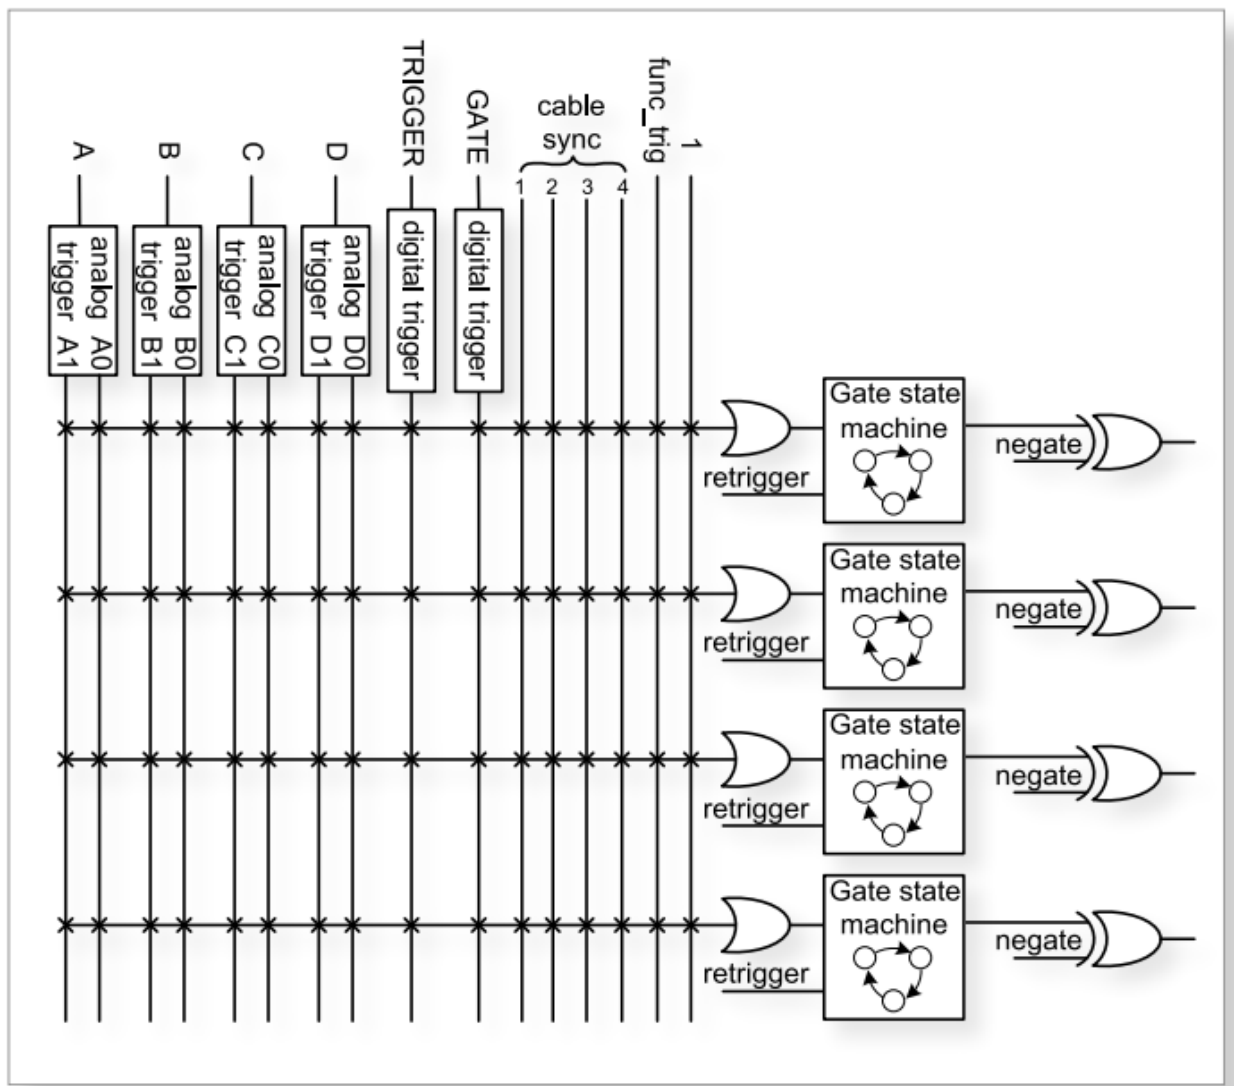 A
B
C
D
TRIGGER
GATE
cable
sync
func_trig
1
1
2
3
4
analog A0
trigger A1
analog B0
trigger B1
analog C0
trigger C1
analog D0
trigger D1
digital trigger
digital trigger
Gate state
machine
retrigger
negate
Gate state
machine
retrigger
negate
Gate state
machine
retrigger
negate
Gate state
machine
retrigger
negate